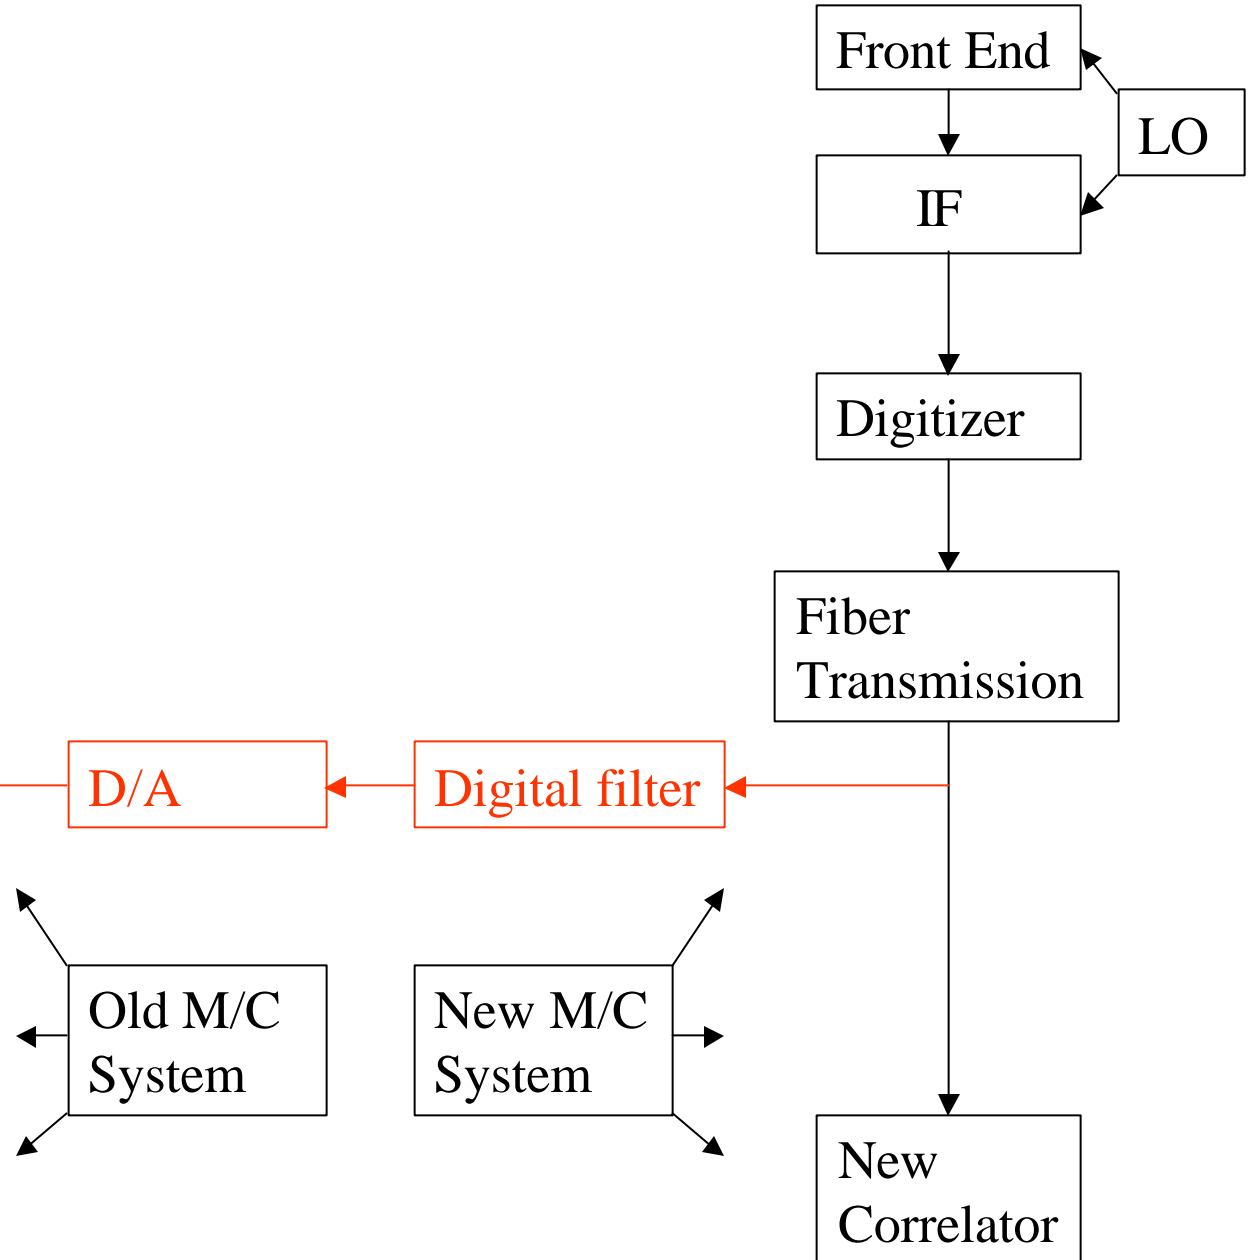 Front End
LO
IF
Digitizer
Fiber
Transmission
D/A
Digital filter
Old M/C
System
New M/C
System
New
Correlator